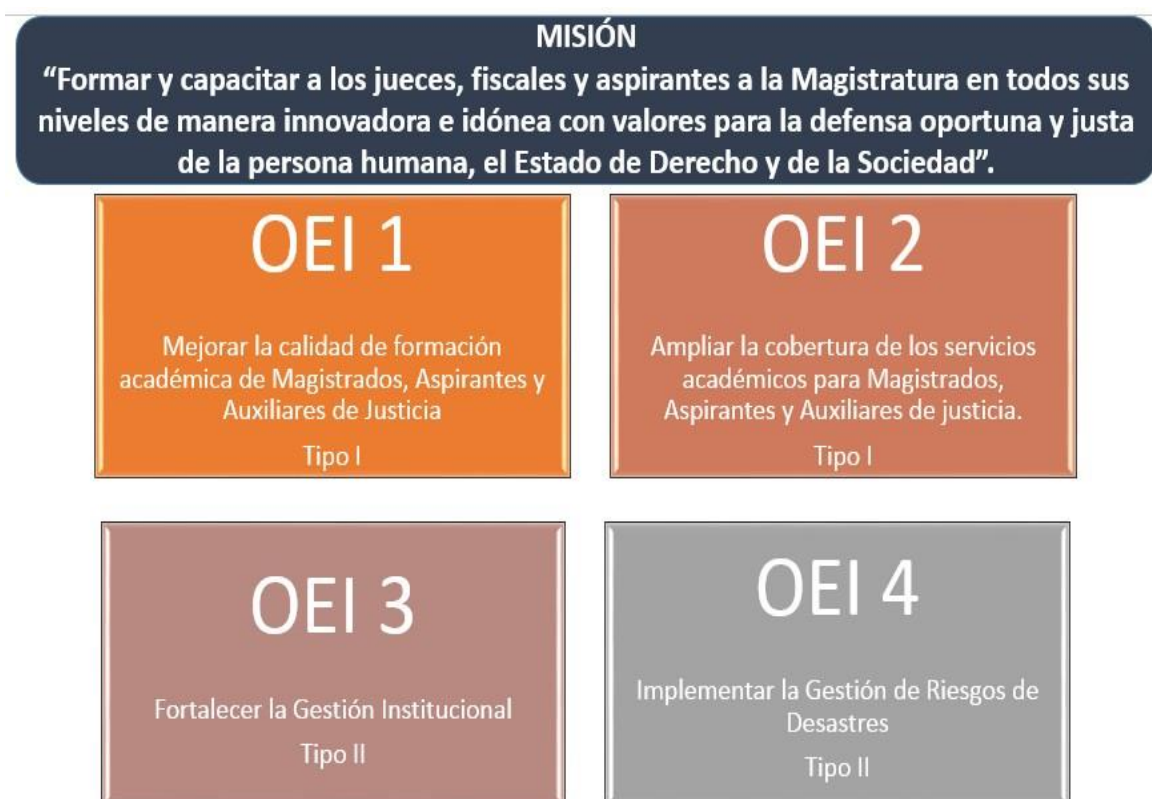 MISIÓN
“Formar y capacitar a los jueces, fiscales y aspirantes a la Magistratura en todos sus
niveles de manera innovadora e idónea con valores para la defensa oportuna y justa
de la persona humana, el Estado de Derecho y de la Sociedad”.
OEI 1
Mejorar la calidad de formación
académica de Magistrados, Aspirantes y
Auxiliares de Justicia
Tipo I
OEI 2
Ampliar la cobertura de los servicios
académicos para Magistrados,
Aspirantes y Auxiliares de justicia.
Tipo I
OEI 3
Fortalecer la Gestión Institucional
Tipo II
OEI 4
Implementar la Gestión de Riesgos de
Desastres
Tipo II